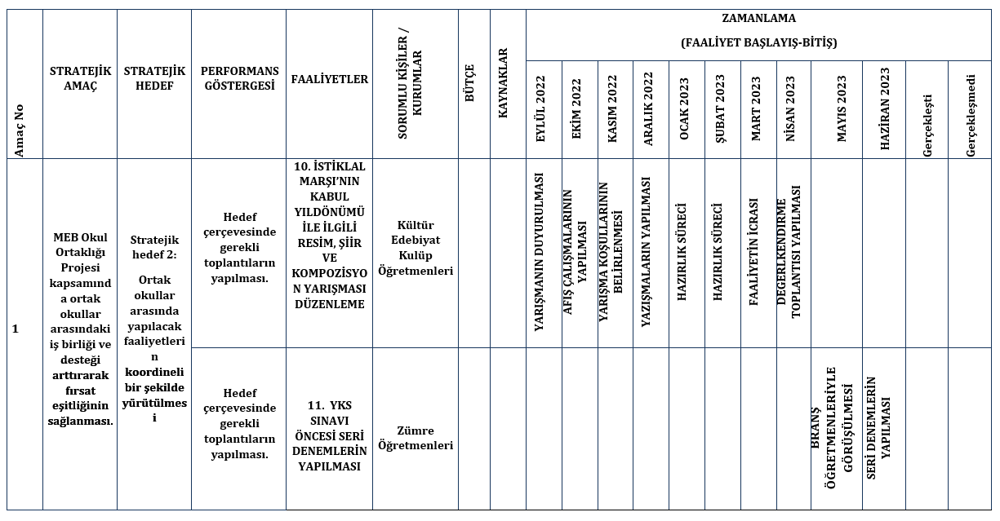 Amaç No
STRATEJİK
AMAÇ
STRATEJİK
HEDEF
PERFORMANS
GÖSTERGESİ
FAALİYETLER
SORUMLU KİŞİLER /
KURUMLAR
BÜTÇE
KAYNAKLAR
ZAMANLAMA
(FAALİYET BAŞLAYIŞ-BİTİŞ)
EYLÜL 2022
EKİM 2022
KASIM 2022
ARALIK 2022
OCAK 2023
ŞUBAT 2023
MART 2023
NİSAN 2023
MAYIS 2023
HAZİRAN 2023
Gerçekleşti
Gerçekleşmedi
1
MEB Okul
Ortaklığı
Projesi
kapsamınd
a ortak
okullar
arasındaki
iş birliği ve
desteği
arttırarak
fırsat
eşitliğinin
sağlanması.
Stratejik
hedef 2:
Ortak
okullar
arasında
yapılacak
faaliyetleri
n
koordineli
bir şekilde
yürütülmes
i
Hedef
çerçevesinde
gerekli
toplantıların
yapılması.
10. İSTİKLAL
MARŞI’NIN
KABUL
YILDÖNÜMÜ
İLE İLGİLİ
RESİM, ŞİİR
VE
KOMPOZİSYO
N YARIŞMASI
DÜZENLEME
Kültür
Edebiyat
Kulüp
Öğretmenleri
YARIŞMANIN DUYURULMASI
AFİŞ ÇALIŞMALARININ
YAPILMASI
YARIŞMA KOŞULLARININ
BELİRLENMESİ
YAZIŞMALARIN YAPILMASI
HAZIRLIK SÜRECİ
HAZIRLIK SÜRECİ
FAALİYETİN İCRASI
DEGERLKENDİRME
TOPLANTISI YAPILMASI
Hedef
çerçevesinde
gerekli
toplantıların
yapılması.
11. YKS
SINAVI
ÖNCESİ SERİ
DENEMLERİN
YAPILMASI
Zümre
Öğretmenleri
BRANŞ
ÖĞRETMENLERİYLE
GÖRÜŞÜLMESİ
SERİ DENEMLERİN
YAPILMASI